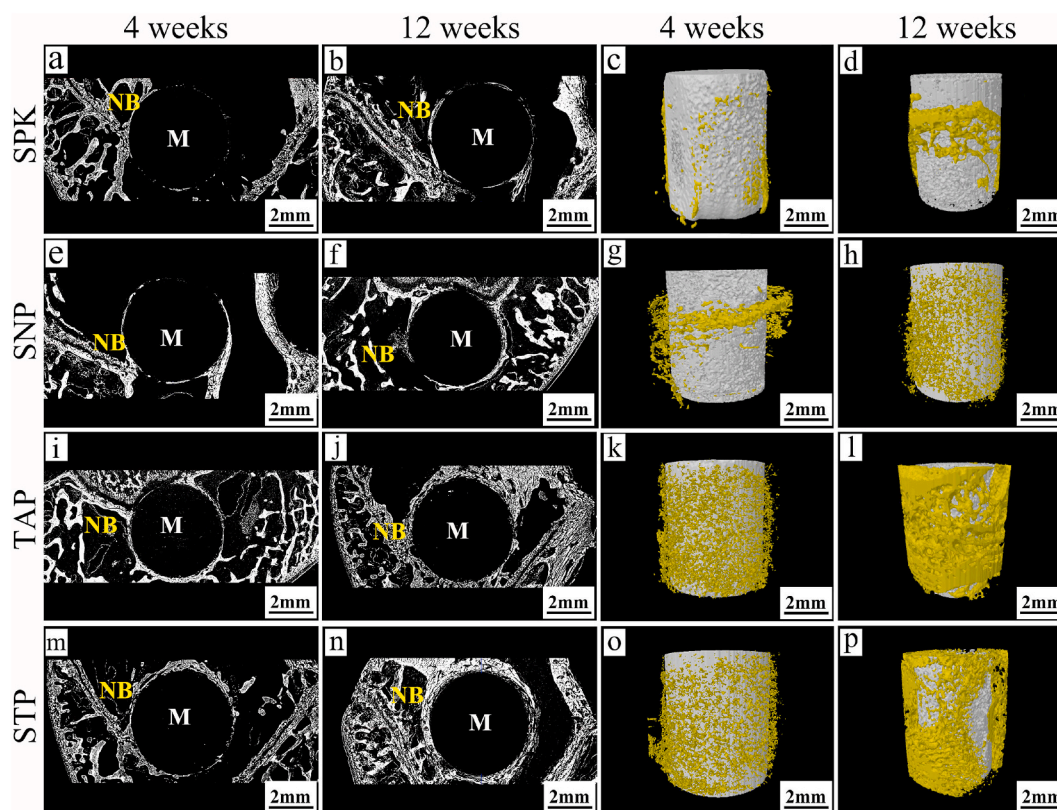 4 weeks 12 weeks 4 weeks 12 weeks
SPK
a NB M 2mm
b NB M 2mm
c 2mm
d 2mm
SNP
e NB M 2mm
f NB M 2mm
g 2mm
h 2mm
TAP
i NB M 2mm
j NB M 2mm
k 2mm
l 2mm
STP
m NB M 2mm
n NB M 2mm
o 2mm
p 2mm